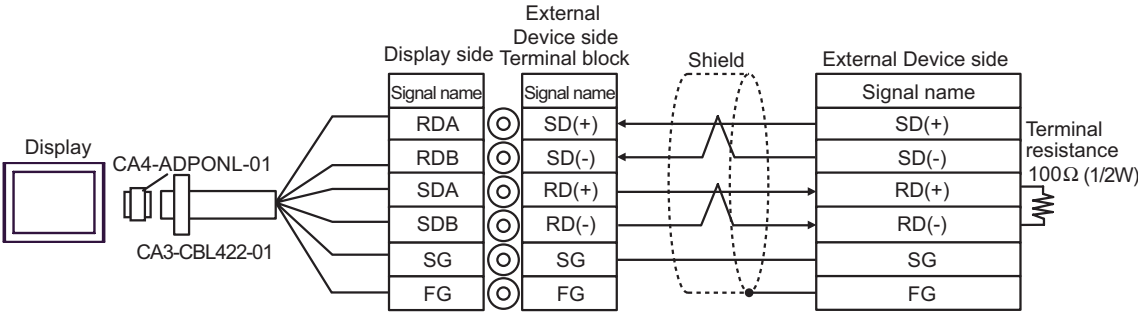 External
Device side
Display side Terminal block Shield External Device side
Signal name Signal name Signal name
RDA SD(+) SD(+)
RDB SD(-) SD(-)
SDA RD(+) RD(+)
SDB RD(-) RD(-)
SG SG SG
FG FG FG
Display
CA4-ADPONL-01
CA3-CBL422-01
Terminal
resistance
100Ω (1/2W)